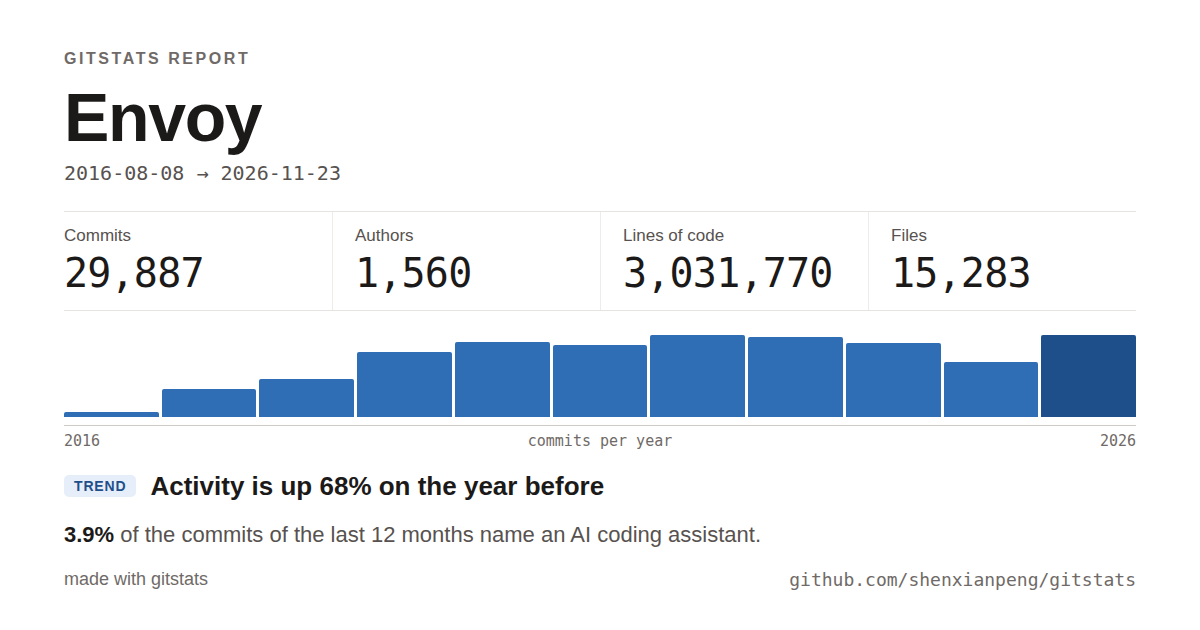 GITSTATS REPORT
Envoy
2016-08-08 → 2026-11-23
Commits
29,887
Authors
1,560
Lines of code
3,031,770
Files
15,283
2016
commits per year
2026
TREND Activity is up 68% on the year before
3.9% of the commits of the last 12 months name an AI coding assistant.
made with gitstats
github.com/shenxianpeng/gitstats